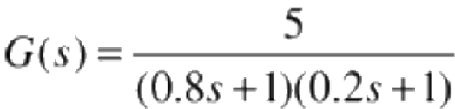 G(s) = 5 / (0.8s + 1)(0.2s + 1)